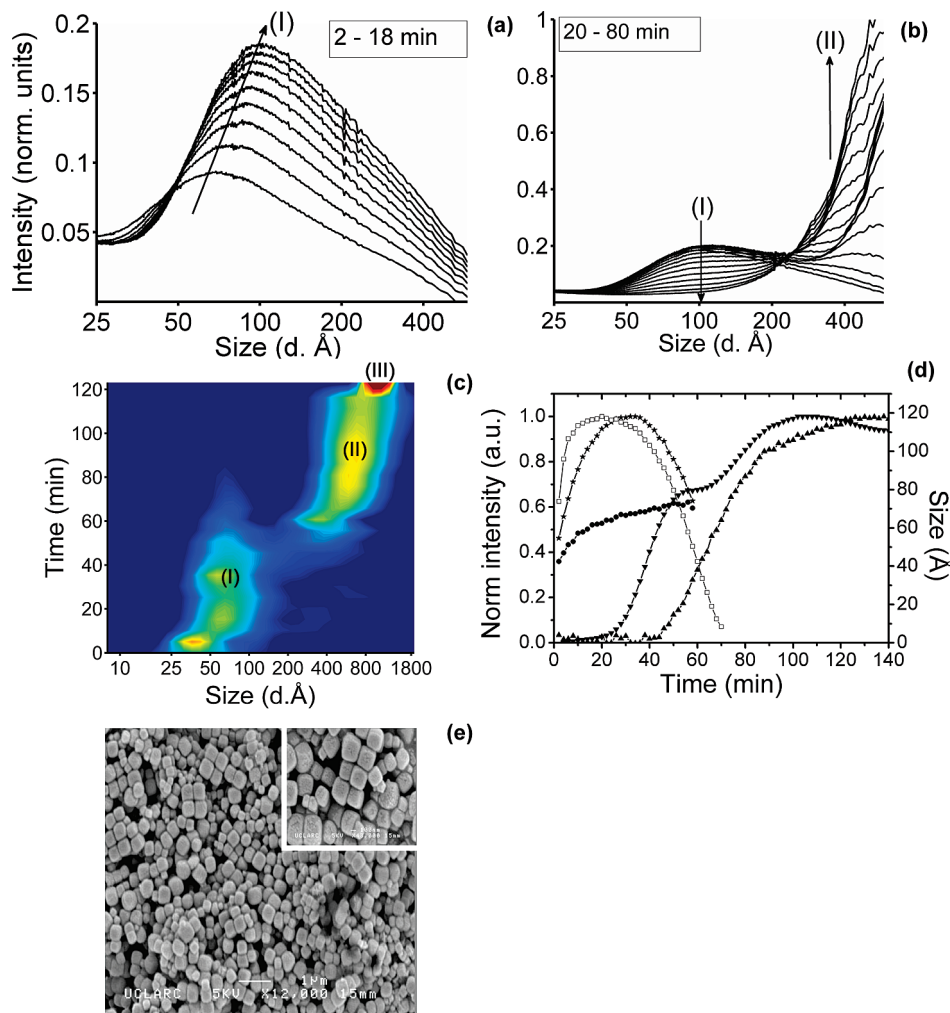 0.2
0.15
0.1
0.05
Intensity (norm. units)
25 50 100 200 400
Size (d. Å)
(I)
2 - 18 min
(a)
1
0.8
0.6
0.4
0.2
25 50 100 200 400
Size (d. Å)
20 - 80 min
(I)
(II)
(b)
120
100
80
60
40
20
0
Time (min)
10 25 50 100 200 400 800 1800
Size (d.Å)
(I)
(II)
(III)
(c)
1.0
0.8
0.6
0.4
0.2
0.0
Norm intensity (a.u.)
0 20 40 60 80 100 120 140
Time (min)
120
100
80
60
40
20
0
Size (Å)
(d)
(e)
UCLARC 5KV X12,000 15mm
1µm
UCLARC 5KV 15mm